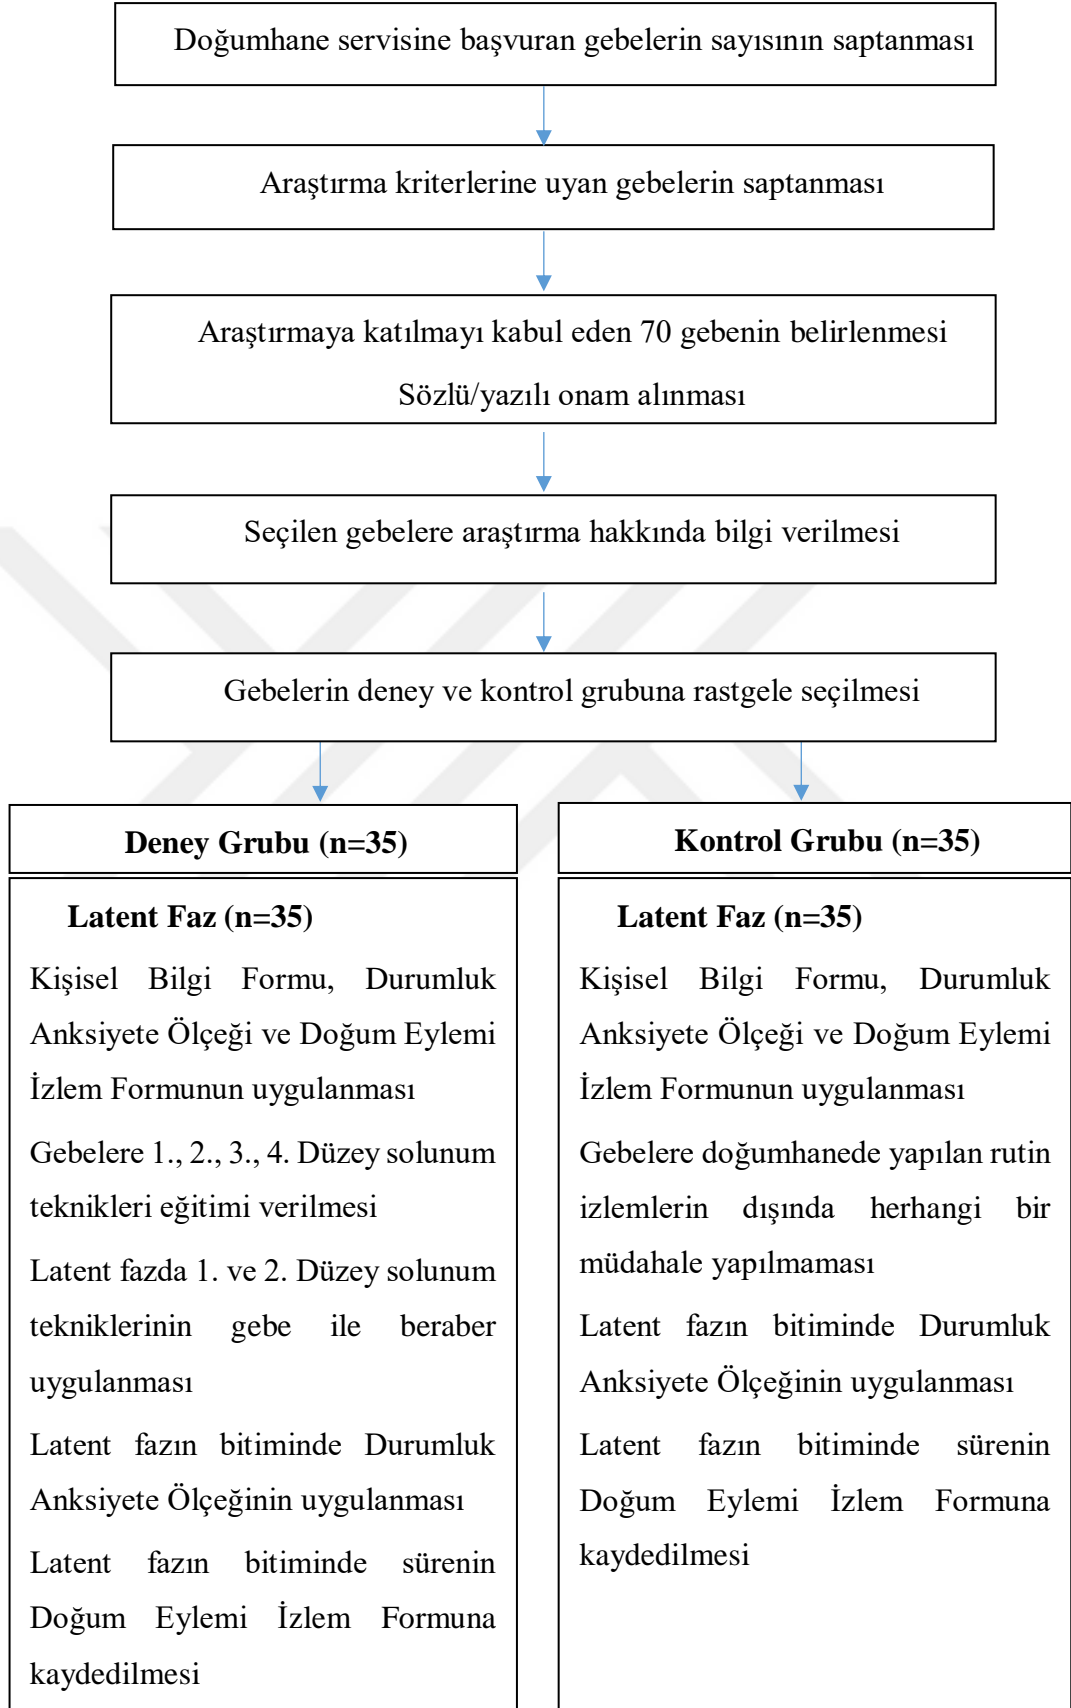 Doğumhane servisine başvuran gebelerin sayısının saptanması
Araştırma kriterlerine uyan gebelerin saptanması
Araştırmaya katılmayı kabul eden 70 gebenin belirlenmesi
Sözlü/yazılı onam alınması
Seçilen gebelere araştırma hakkında bilgi verilmesi
Gebelerin deney ve kontrol grubuna rastgele seçilmesi
Deney Grubu (n=35)
Latent Faz (n=35)
Kişisel Bilgi Formu, Durumluk
Anksiyete Ölçeği ve Doğum Eylemi
İzlem Formunun uygulanması
Gebelere 1., 2., 3., 4. Düzey solunum
teknikleri eğitimi verilmesi
Latent fazda 1. ve 2. Düzey solunum
tekniklerinin gebe ile beraber
uygulanması
Latent fazın bitiminde Durumluk
Anksiyete Ölçeğinin uygulanması
Latent fazın bitiminde sürenin
Doğum Eylemi İzlem Formuna
kaydedilmesi
Kontrol Grubu (n=35)
Latent Faz (n=35)
Kişisel Bilgi Formu, Durumluk
Anksiyete Ölçeği ve Doğum Eylemi
İzlem Formunun uygulanması
Gebelere doğumhanede yapılan rutin
izlemlerin dışında herhangi bir
müdahale yapılmaması
Latent fazın bitiminde Durumluk
Anksiyete Ölçeğinin uygulanması
Latent fazın bitiminde sürenin
Doğum Eylemi İzlem Formuna
kaydedilmesi